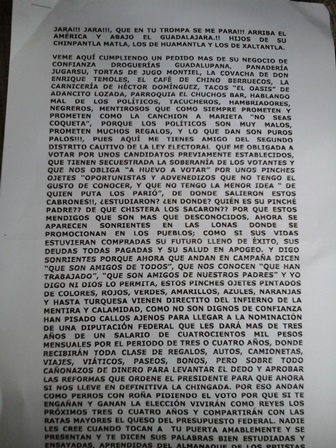 JARA!! JARA!!!, QUE EN TU TROMPA SE ME PARA!!! ARRIBA EL
AMÉRICA Y ABAJO EL GUADALAJARA.!! HIJOS DE SU
CHINPANTLA MATLA, LOS DE HUAMANTLA Y LOS DE XALTANTLA.
VEME AQUÍ CUMPLIENDO UN PEDIDO MAS DE SU NEGOCIO DE
CONFIANZA DROGUERÍAS GUADALUPANA, PANADERÍA
JUGARSU, TORTAS DE JUGO MONTIEL, LA COVACHA DE DON
ENRIQUE TEMOLES, EL CAFÉ DE CHINO BERRUECOS, LA
CARNICERÍA DE HÉCTOR DOMÍNGUEZ, TACOS "EL OASIS" DE
ADANCITO LOZADA, PARROQUIA EL CHUCHOS BAR, HABLANDO
MAL DE LOS POLÍTICOS, TACUCHEROS, HAMBRIADORES,
NEGREROS, MENTIROSOS QUE COMO SIEMPRE PROMETEN Y
PROMETEN COMO LA CANCHION A MARIETA "NO SEAS
COQUETA", PORQUE LOS POLÍTICOS SON MUY MALOS,
PROMETEN MUCHOS REGALOS, Y LO QUE DAN SON PUROS
PALOS!!, PUES AQUÍ ME TIENES AMIGO DEL SEGUNDO
DISTRITO CAUTIVO DE LA LEY ELECTORAL QUE ME OBLIGADA A
VOTAR POR UNOS CANDIDATOS PREVIAMENTE ESTABLECIDOS,
QUE TIENEN SECUESTRADA LA SOBERANÍA DE LOS VOTANTES Y
QUE NOS OBLIGA "A HUEVO A VOTAR" POR UNOS PINCHES
OJETES "OPORTUNISTAS Y ADVENEDIZOS QUE NO TENGO EL
GUSTO DE CONOCER, Y QUE NO TENGO LA MENOR IDEA " DE
QUIEN PUTA LOS PARIÓ", DE DONDE SALIERON ESTOS
CABRONES!!, ¿ESTUDIARON? ¿EN DONDE? QUIÉN ES SU PINCHE
PADRE?? DE QUE CHISTERA LOS SACARON? POR QUE ESTOS
MENDIGOS QUE SON MAS QUE DESCONOCIDOS, AHORA SE
APARECEN SONRIENTES EN LAS LONAS DONDE SE
PROMOCIONAN EN LOS PUEBLOS; COMO SI SUS VIDAS
ESTUVIERAN COMPRADAS SU FUTURO LLENO DE ÉXITO, SUS
DEUDAS TODAS PAGADAS Y SU SALUD EN APOGEO. Y DIGO
SONRIENTES PORQUE AHORA QUE ANDAN EN CAMPAÑA DICEN
"QUE SON AMIGOS DE TODOS", QUE NOS CONOCEN "QUE HAN
TRABAJADO", "QUE SON AMIGOS DE NUESTROS PADRES" Y YO
DIGO NI DIOS LO PERMITA, ESTOS PINCHES OJETES PINTADOS
DE COLORES, ROJOS, VERDES, AMARILLOS, AZULES, NARANJAS
Y HASTA TURQUESA VIENEN DIRECTITO DEL INFIERNO DE LA
MENTIRA Y CALAMIDAD, COMO NO SON DIGNOS DE CONFIANZA
HAN PISADO CALLOS AJENOS PARA LLEGAR A LA NOMINACIÓN
DE UNA DIPUTACIÓN FEDERAL QUE LES DARÁ MAS DE TRES
AÑOS DE UN SALARIO DE CUATROCIENTOS MIL PESOS
MENSUALES POR EL PERIODO DE TRES O CUATRO AÑOS, DONDE
RECIBIRÁN TODA CLASE DE REGALOS, AUTOS, CAMIONETAS,
VIAJES, VIÁTICOS, PASEOS, BONOS, PERO SOBRE TODO
CAÑONAZOS DE DINERO PARA LEVANTAR EL DEDO Y APROBAR
LAS REFORMAS QUE ORDENE EL PRESIDENTE PARA QUE AHORA
SI NOS LLEVE EN DEFINITIVA LA CHINGADA. POR ESO ANDAN
COMO PERROS CON ROÑA PIDIENDO EL VOTO POR QUE SI TE
ENGAÑAN Y GANAN LA ELECCIÓN VIVIRÁN COMO REYES LOS
PRÓXIMOS TRES O CUATRO AÑOS Y COMPARTIRÁN CON LAS
RATAS MAYORES EL QUESO DEL PRESUPUESTO FEDERAL. NADIE
LES CREE CUANDO TOCAN A TU PUERTA AMABLEMENTE Y SE
PRESENTAN Y TE DICEN SUS PALABRAS BIEN ESTUDIADAS Y
ENSAYADAS, APRENDIDAS DEL ALMANAQUE DE LOS